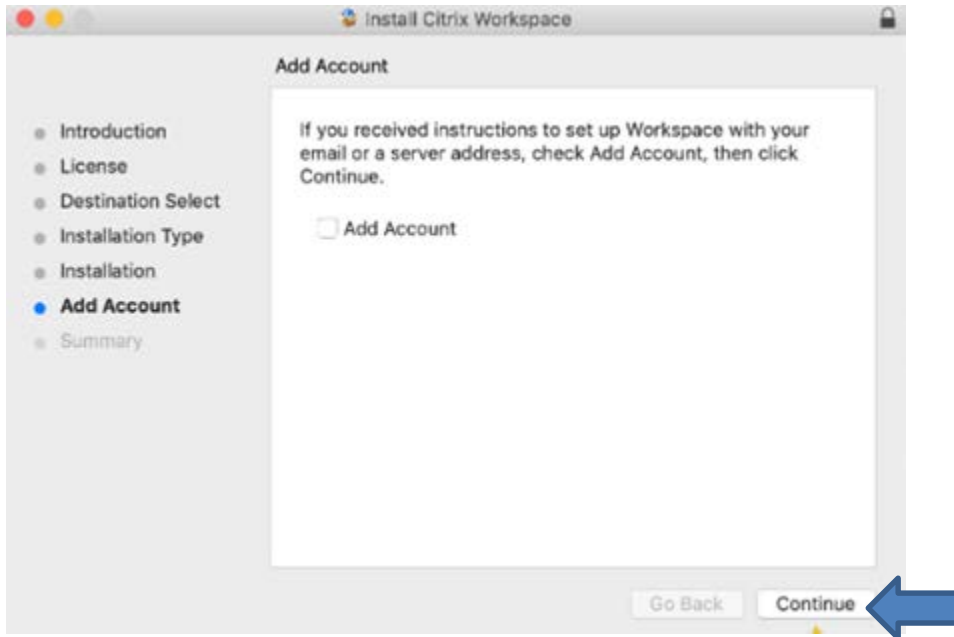 Install Citrix Workspace
Add Account
Introduction
License
Destination Select
Installation Type
Installation
Add Account
Summary
If you received instructions to set up Workspace with your
email or a server address, check Add Account, then click
Continue.
Add Account
Go Back
Continue